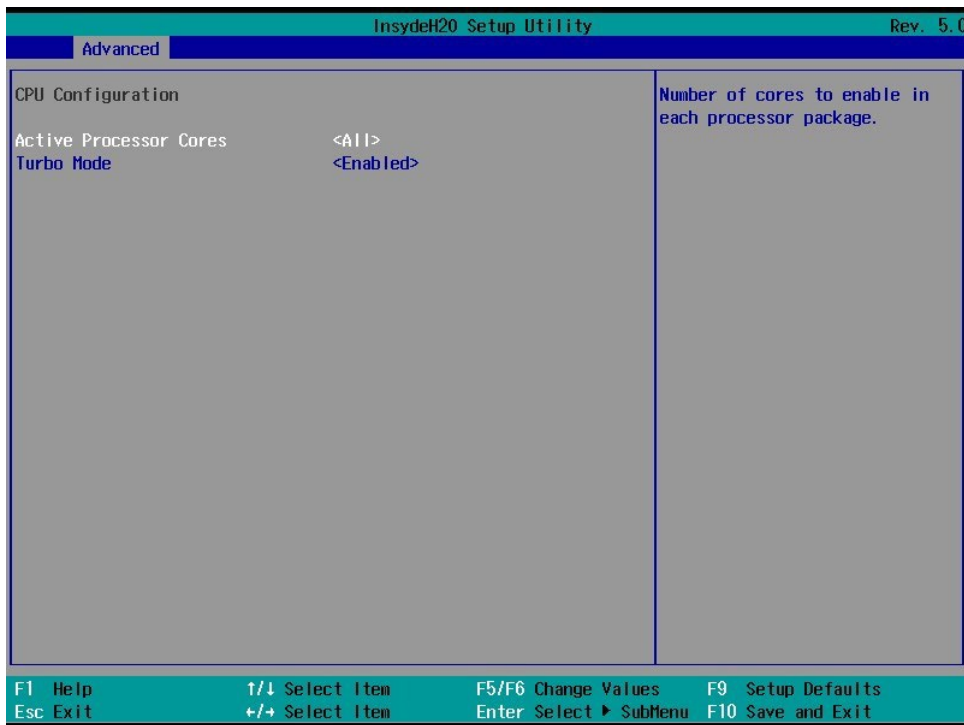 InsydeH20 Setup Utility Rev. 5.0
Advanced
CPU Configuration
Active Processor Cores <All>
Turbo Mode <Enabled>
Number of cores to enable in
each processor package.
F1 Help ↑/↓ Select Item F5/F6 Change Values F9 Setup Defaults
Esc Exit ←/→ Select Item Enter Select ▶ SubMenu F10 Save and Exit